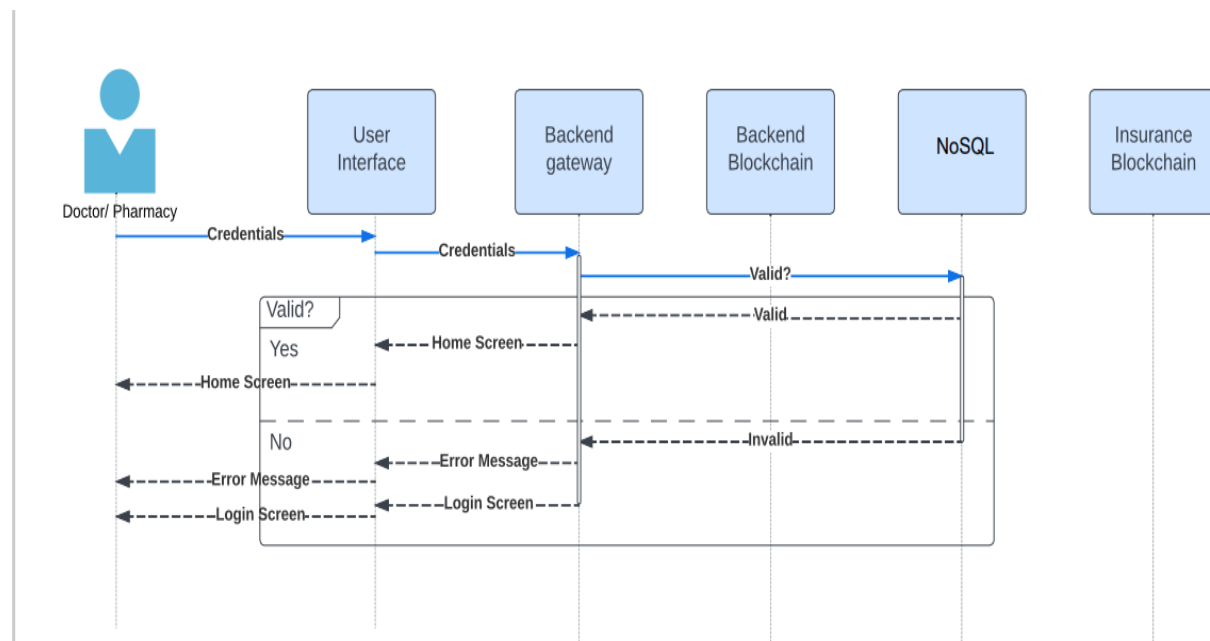 User
Interface
Backend
gateway
Backend
Blockchain
NoSQL
Insurance
Blockchain
Doctor/ Pharmacy
Credentials
Credentials
Valid?
Valid?
Valid
Yes
Home Screen
Home Screen
No
Invalid
Error Message
Error Message
Login Screen
Login Screen